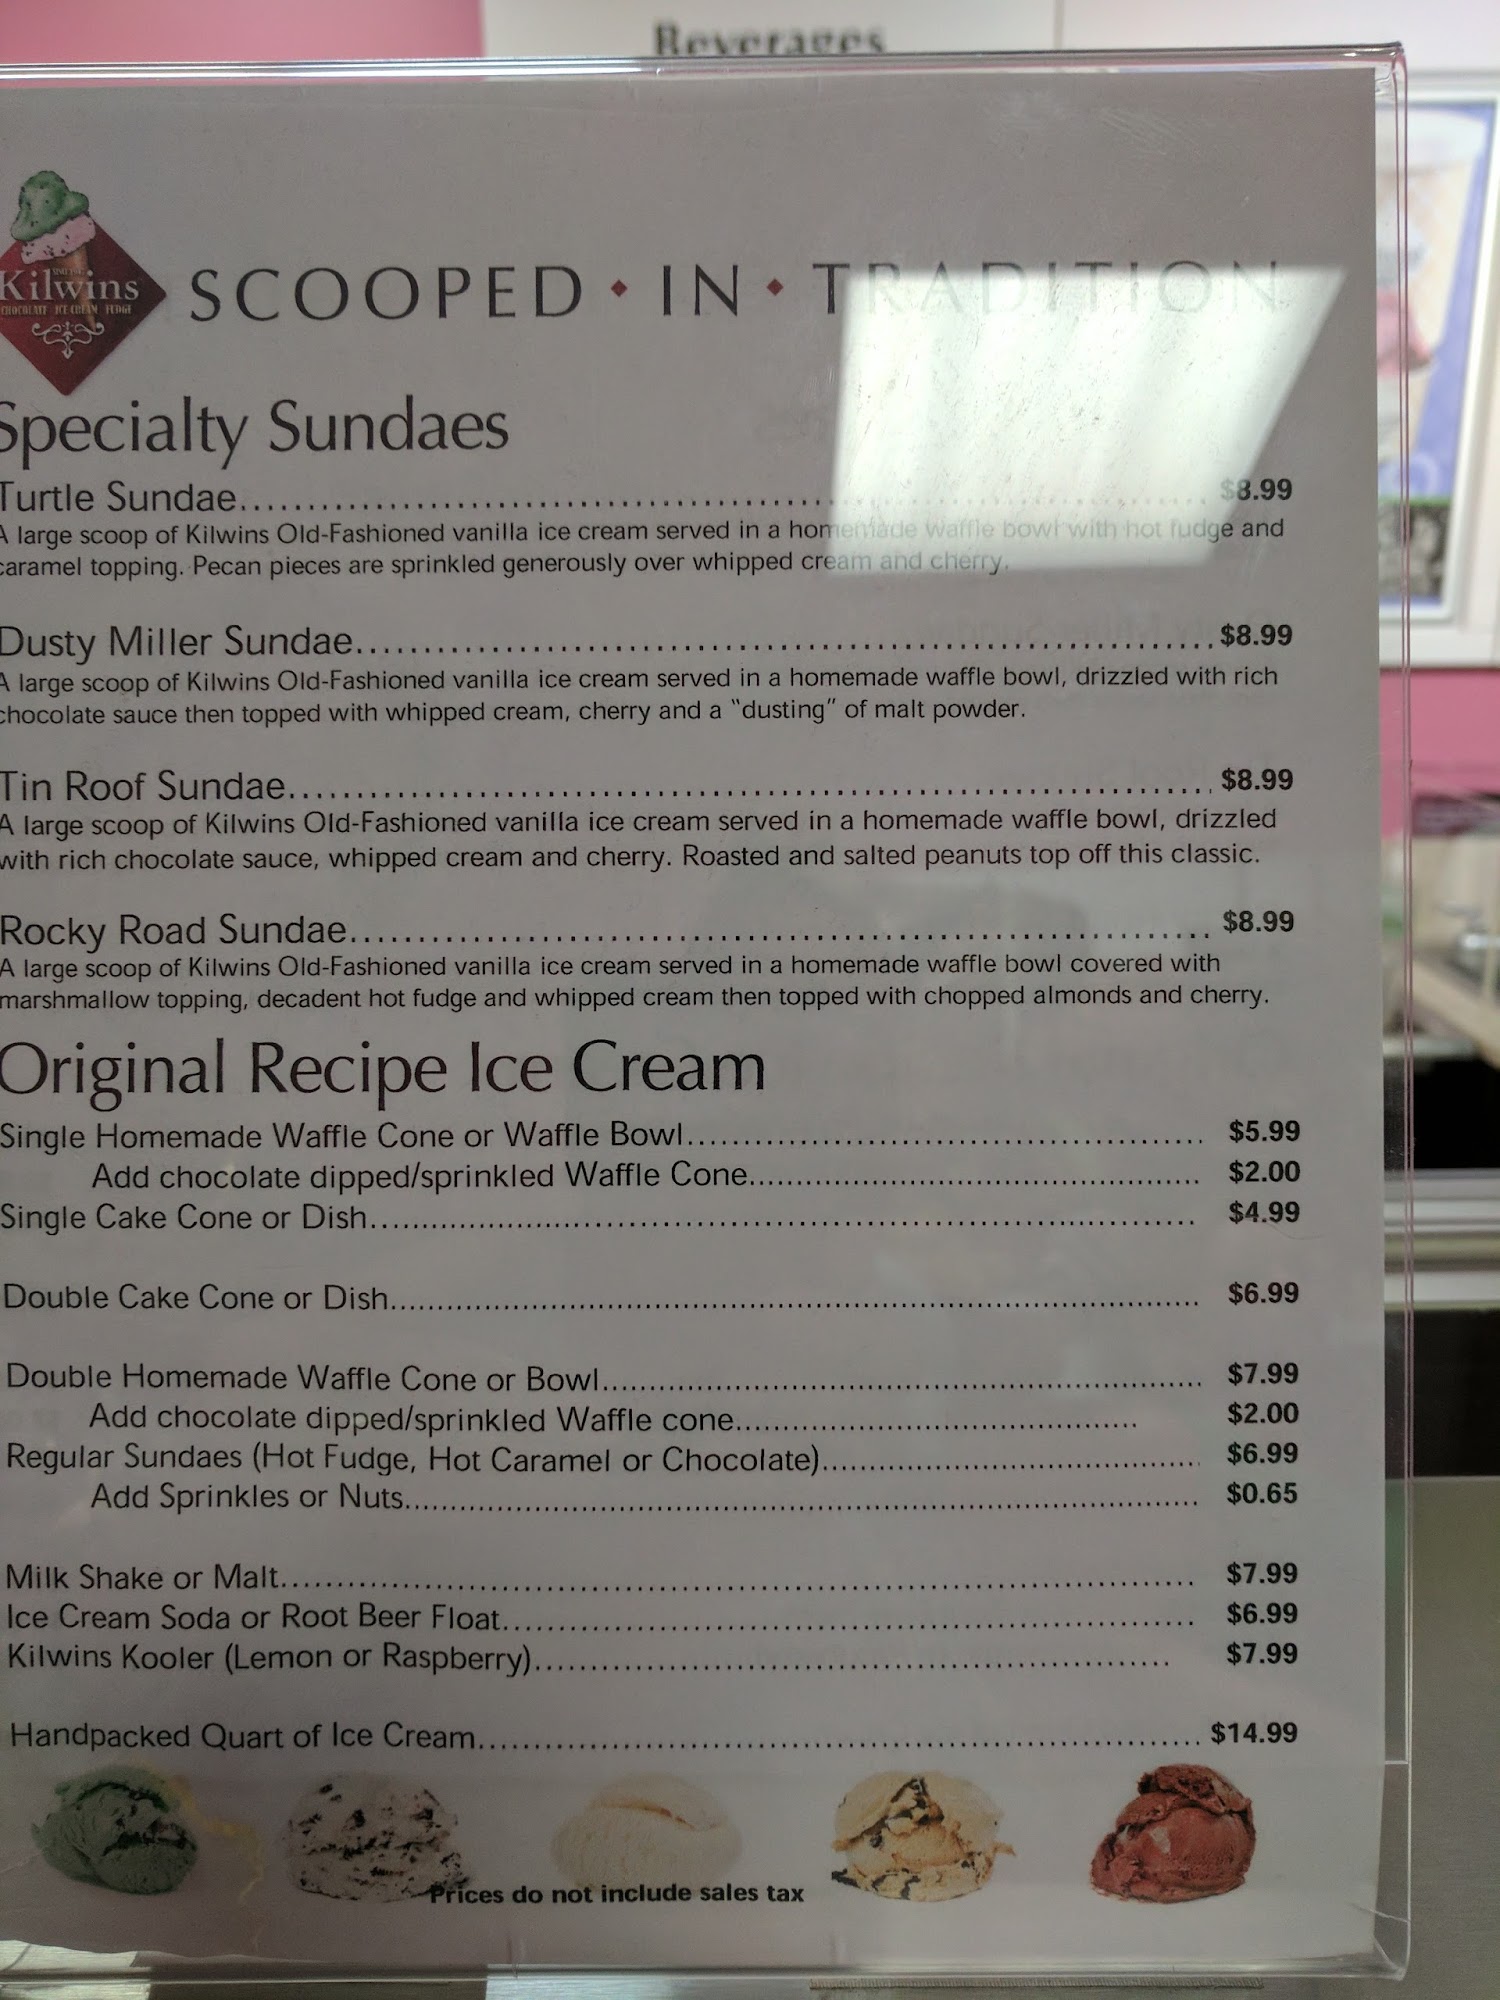 Beverages
Kilwins
CHOCOLATE ICE CREAM FUDGE
SCOOPED • IN • TRADITION
Specialty Sundaes
Turtle Sundae.......... $8.99
A large scoop of Kilwins Old-Fashioned vanilla ice cream served in a homemade waffle bowl with hot fudge and
caramel topping. Pecan pieces are sprinkled generously over whipped cream and cherry.
Dusty Miller Sundae.......... $8.99
A large scoop of Kilwins Old-Fashioned vanilla ice cream served in a homemade waffle bowl, drizzled with rich
chocolate sauce then topped with whipped cream, cherry and a "dusting" of malt powder.
Tin Roof Sundae.......... $8.99
A large scoop of Kilwins Old-Fashioned vanilla ice cream served in a homemade waffle bowl, drizzled
with rich chocolate sauce, whipped cream and cherry. Roasted and salted peanuts top off this classic.
Rocky Road Sundae.......... $8.99
A large scoop of Kilwins Old-Fashioned vanilla ice cream served in a homemade waffle bowl covered with
marshmallow topping, decadent hot fudge and whipped cream then topped with chopped almonds and cherry.
Original Recipe Ice Cream
Single Homemade Waffle Cone or Waffle Bowl.......... $5.99
Add chocolate dipped/sprinkled Waffle Cone.......... $2.00
Single Cake Cone or Dish.......... $4.99
Double Cake Cone or Dish.......... $6.99
Double Homemade Waffle Cone or Bowl.......... $7.99
Add chocolate dipped/sprinkled Waffle cone.......... $2.00
Regular Sundaes (Hot Fudge, Hot Caramel or Chocolate).......... $6.99
Add Sprinkles or Nuts.......... $0.65
Milk Shake or Malt.......... $7.99
Ice Cream Soda or Root Beer Float.......... $6.99
Kilwins Kooler (Lemon or Raspberry).......... $7.99
Handpacked Quart of Ice Cream.......... $14.99
Prices do not include sales tax